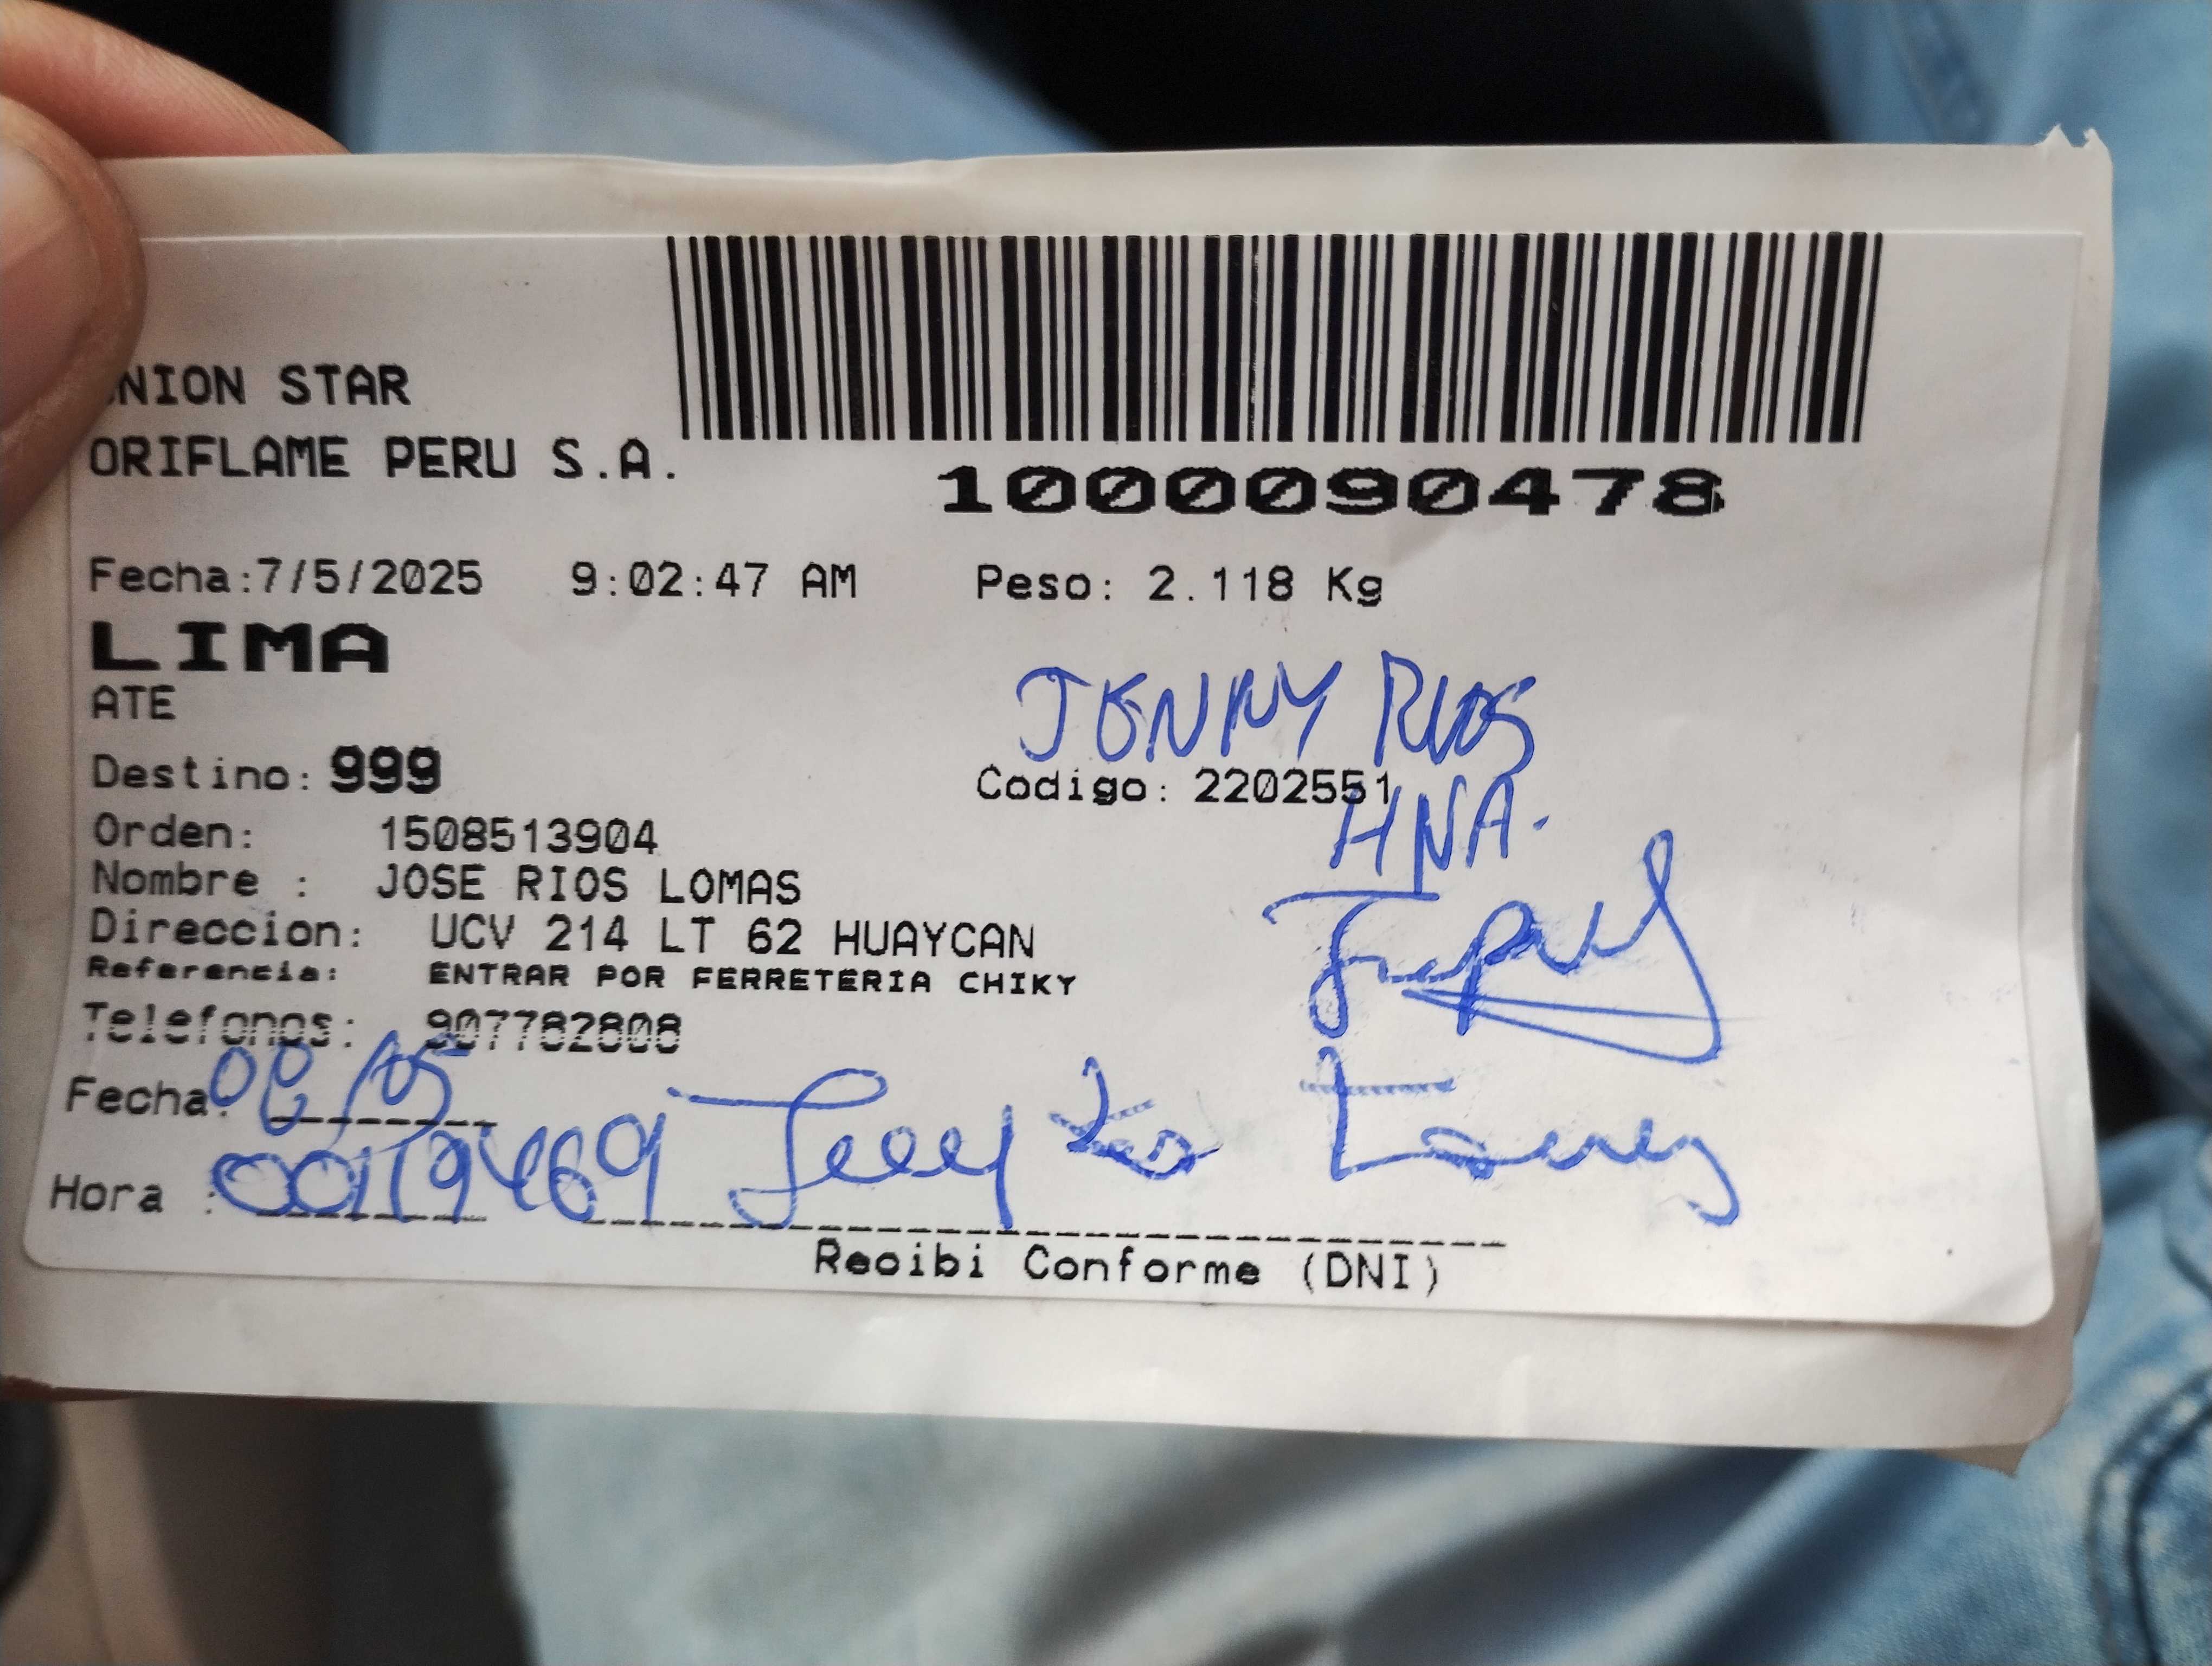 NION STAR
ORIFLAME PERU S.A.
1000090478
Fecha:7/5/2025 9:02:47 AM Peso: 2.118 Kg
LIMA
ATE
JENNY RIOS
Destino: 999 Codigo: 2202551
HNA.
Orden: 1508513904
Nombre : JOSE RIOS LOMAS
Direccion: UCV 214 LT 62 HUAYCAN
Referencia: ENTRAR POR FERRETERIA CHIKY
Telefonos: 907782808
Fecha: 08/05
Hora :
Recibi Conforme (DNI)